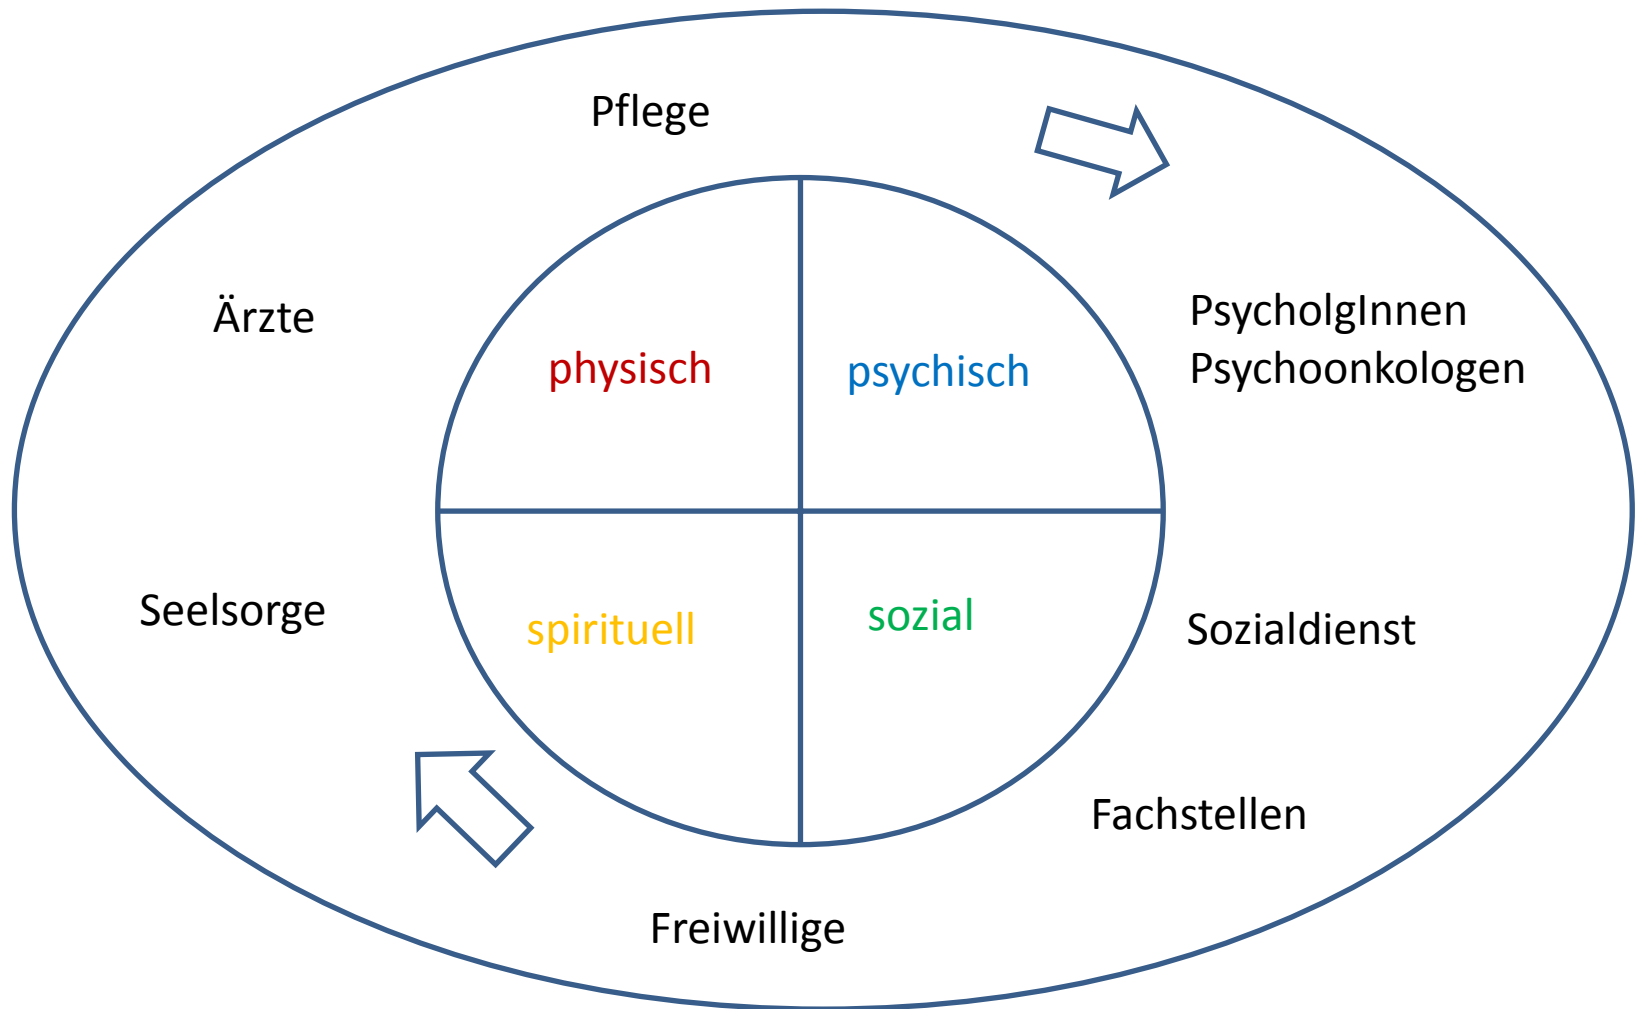 Pflege
Ärzte
PsycholgInnen
Psychoonkologen
physisch
psychisch
Seelsorge
spirituell
sozial
Sozialdienst
Fachstellen
Freiwillige